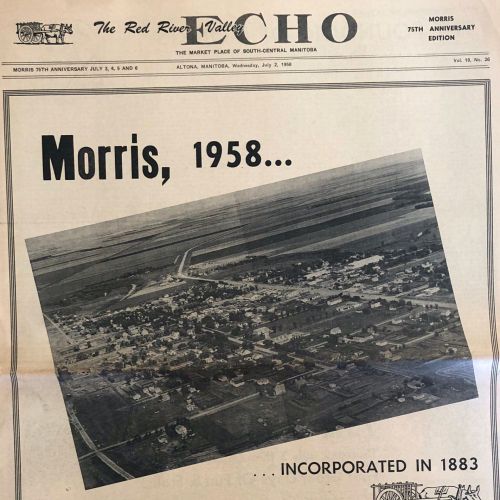 The Red River Valley ECHO
THE MARKET PLACE OF SOUTH-CENTRAL MANITOBA
MORRIS
75TH ANNIVERSARY
EDITION
MORRIS 75TH ANNIVERSARY JULY 3, 4, 5 AND 6
ALTONA, MANITOBA, Wednesday, July 2, 1958
Vol. 18, No. 26
Morris, 1958...
...INCORPORATED IN 1883